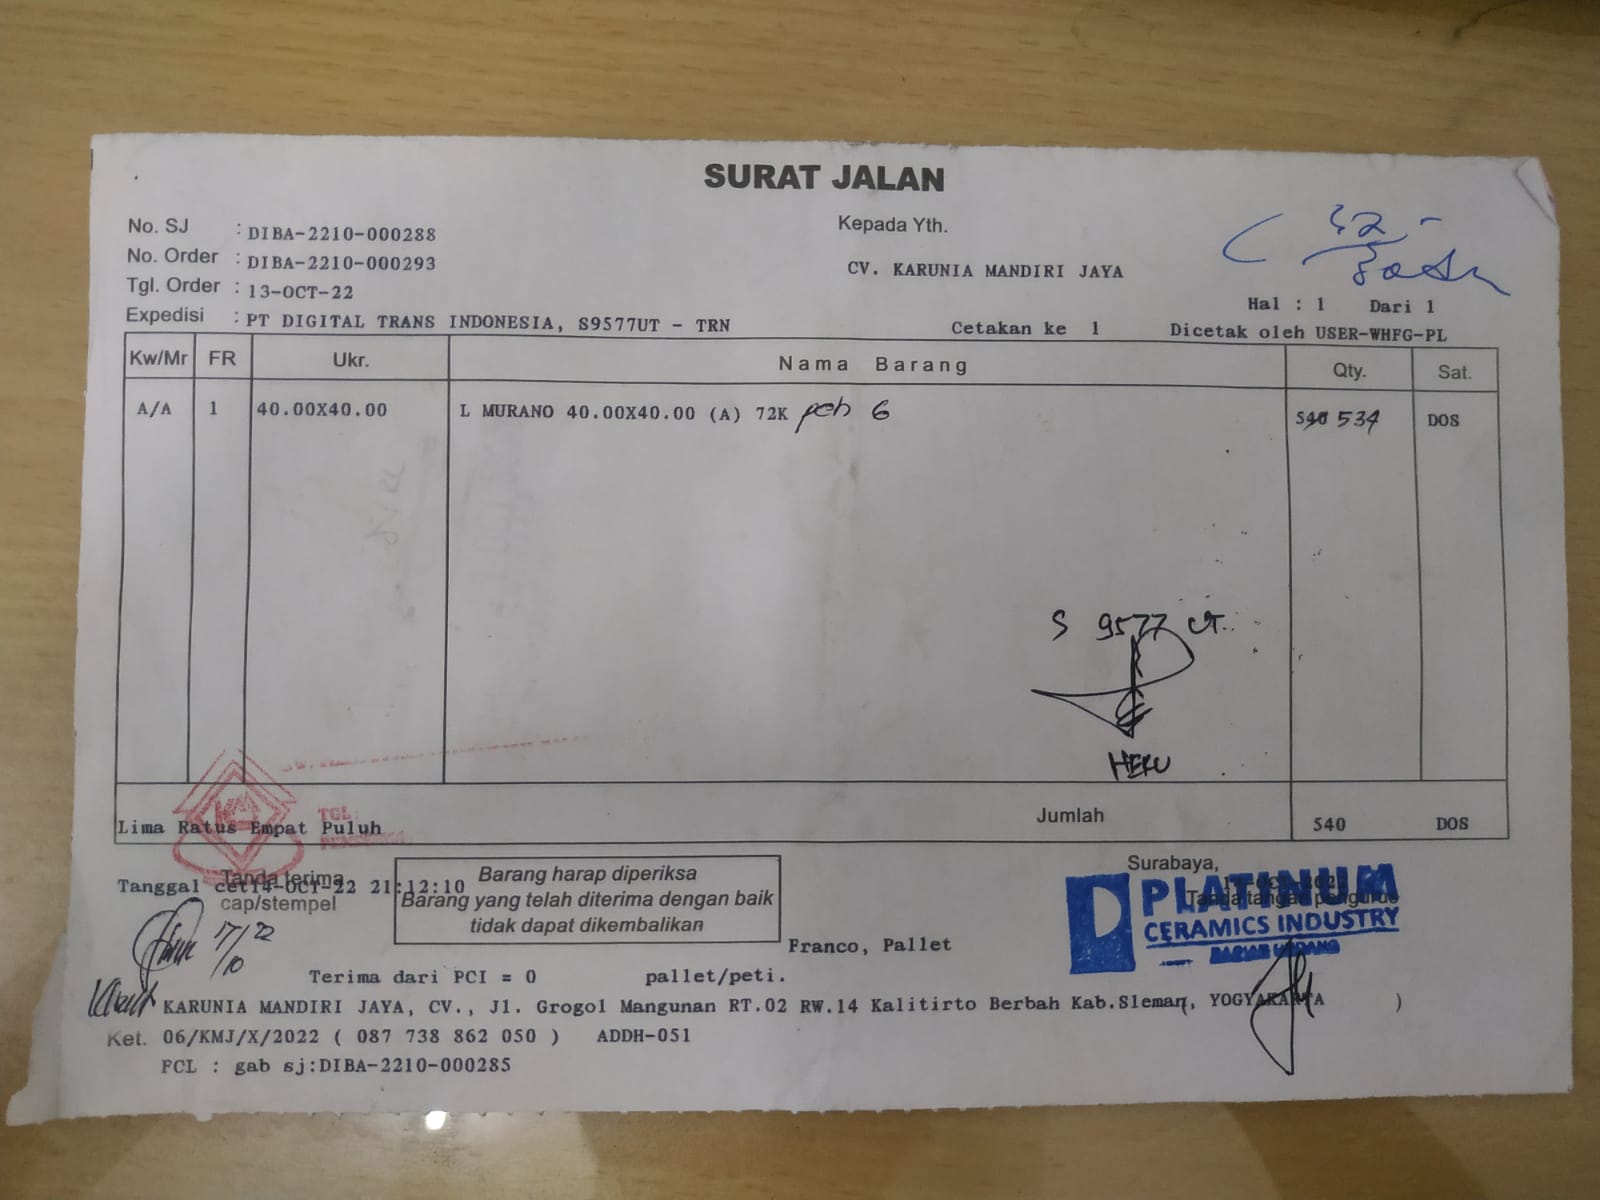 SURAT JALAN
No. SJ : DIBA-2210-000288
Kepada Yth.
No. Order : DIBA-2210-000293
CV. KARUNIA MANDIRI JAYA
Tgl. Order : 13-OCT-22
Hal : 1 Dari 1
Expedisi : PT DIGITAL TRANS INDONESIA, S9577UT - TRN
Cetakan ke 1 Dicetak oleh USER-WHFG-PL
Kw/Mr FR Ukr. Nama Barang Qty. Sat.
A/A 1 40.00X40.00 L MURANO 40.00X40.00 (A) 72K pch 6 540 534 DOS
S 9577 UT
HERU
Jumlah
Lima Ratus Empat Puluh 540 DOS
TGL:
Surabaya,
Tanggal cet14-OCT-22 21:12:10
Tanda terima
cap/stempel
Barang harap diperiksa
Barang yang telah diterima dengan baik
tidak dapat dikembalikan
Tanda tangan pengurus
PLATINUM
CERAMICS INDUSTRY
BAGIAN GUDANG
17/10 22
Franco, Pallet
Terima dari PCI = 0 pallet/peti.
KARUNIA MANDIRI JAYA, CV., Jl. Grogol Mangunan RT.02 RW.14 Kalitirto Berbah Kab.Sleman, YOGYAKARTA )
Ket. 06/KMJ/X/2022 ( 087 738 862 050 ) ADDH-051
FCL : gab sj:DIBA-2210-000285